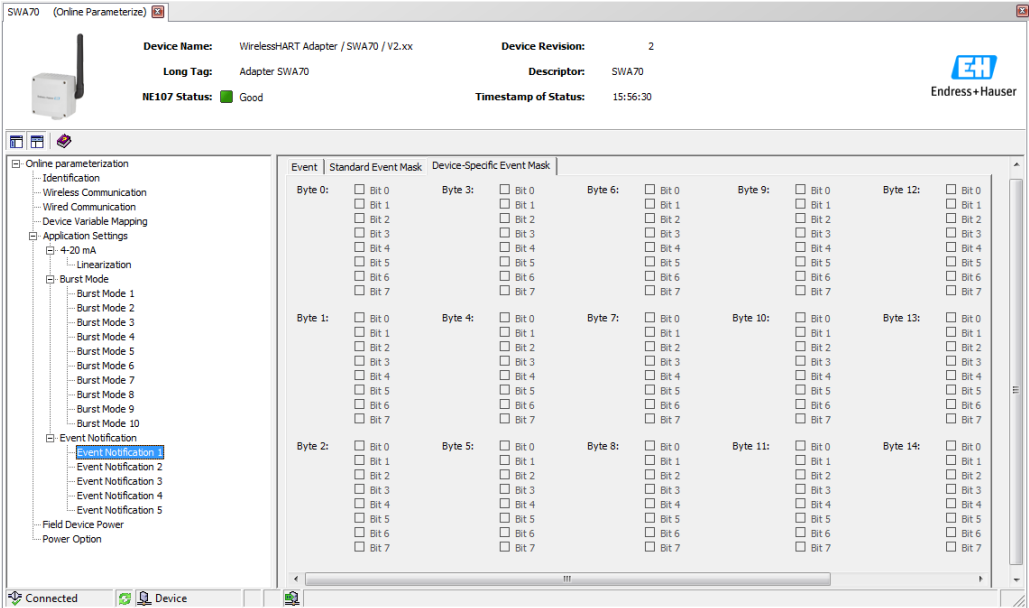 SWA70 (Online Parameterize)
Device Name: WirelessHART Adapter / SWA70 / V2.xx Device Revision: 2
Long Tag: Adapter SWA70 Descriptor: SWA70
NE107 Status: Good Timestamp of Status: 15:56:30
Endress+Hauser
Online parameterization
Identification
Wireless Communication
Wired Communication
Device Variable Mapping
Application Settings
4-20 mA
Linearization
Burst Mode
Burst Mode 1
Burst Mode 2
Burst Mode 3
Burst Mode 4
Burst Mode 5
Burst Mode 6
Burst Mode 7
Burst Mode 8
Burst Mode 9
Burst Mode 10
Event Notification
Event Notification 1
Event Notification 2
Event Notification 3
Event Notification 4
Event Notification 5
Field Device Power
Power Option
Event Standard Event Mask Device-Specific Event Mask
Byte 0: Bit 0 Byte 3: Bit 0 Byte 6: Bit 0 Byte 9: Bit 0 Byte 12: Bit 0
Bit 1 Bit 1 Bit 1 Bit 1 Bit 1
Bit 2 Bit 2 Bit 2 Bit 2 Bit 2
Bit 3 Bit 3 Bit 3 Bit 3 Bit 3
Bit 4 Bit 4 Bit 4 Bit 4 Bit 4
Bit 5 Bit 5 Bit 5 Bit 5 Bit 5
Bit 6 Bit 6 Bit 6 Bit 6 Bit 6
Bit 7 Bit 7 Bit 7 Bit 7 Bit 7
Byte 1: Bit 0 Byte 4: Bit 0 Byte 7: Bit 0 Byte 10: Bit 0 Byte 13: Bit 0
Bit 1 Bit 1 Bit 1 Bit 1 Bit 1
Bit 2 Bit 2 Bit 2 Bit 2 Bit 2
Bit 3 Bit 3 Bit 3 Bit 3 Bit 3
Bit 4 Bit 4 Bit 4 Bit 4 Bit 4
Bit 5 Bit 5 Bit 5 Bit 5 Bit 5
Bit 6 Bit 6 Bit 6 Bit 6 Bit 6
Bit 7 Bit 7 Bit 7 Bit 7 Bit 7
Byte 2: Bit 0 Byte 5: Bit 0 Byte 8: Bit 0 Byte 11: Bit 0 Byte 14: Bit 0
Bit 1 Bit 1 Bit 1 Bit 1 Bit 1
Bit 2 Bit 2 Bit 2 Bit 2 Bit 2
Bit 3 Bit 3 Bit 3 Bit 3 Bit 3
Bit 4 Bit 4 Bit 4 Bit 4 Bit 4
Bit 5 Bit 5 Bit 5 Bit 5 Bit 5
Bit 6 Bit 6 Bit 6 Bit 6 Bit 6
Bit 7 Bit 7 Bit 7 Bit 7 Bit 7
Connected Device